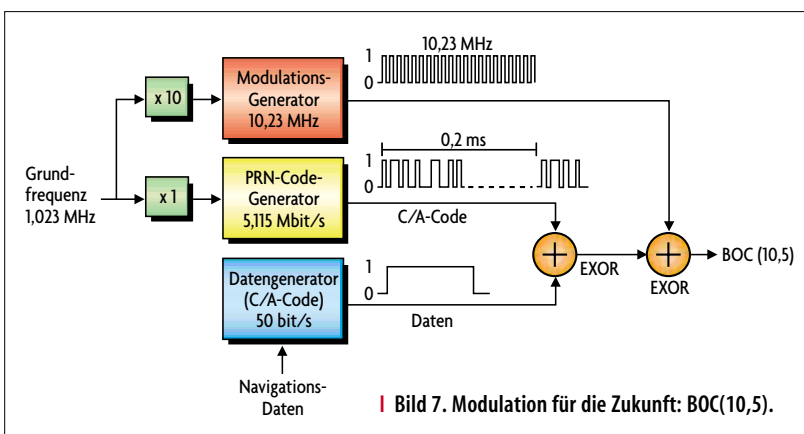 1
0
10,23 MHz
x 10
Modulations-
Generator
10,23 MHz
0,2 ms
1
0
Grund-
frequenz
1,023 MHz
x 1
PRN-Code-
Generator
5,115 Mbit/s
C/A-Code
Datengenerator
(C/A-Code)
50 bit/s
1
0
Daten
+
EXOR
+
EXOR
BOC (10,5)
Navigations-
Daten
Bild 7. Modulation für die Zukunft: BOC(10,5).